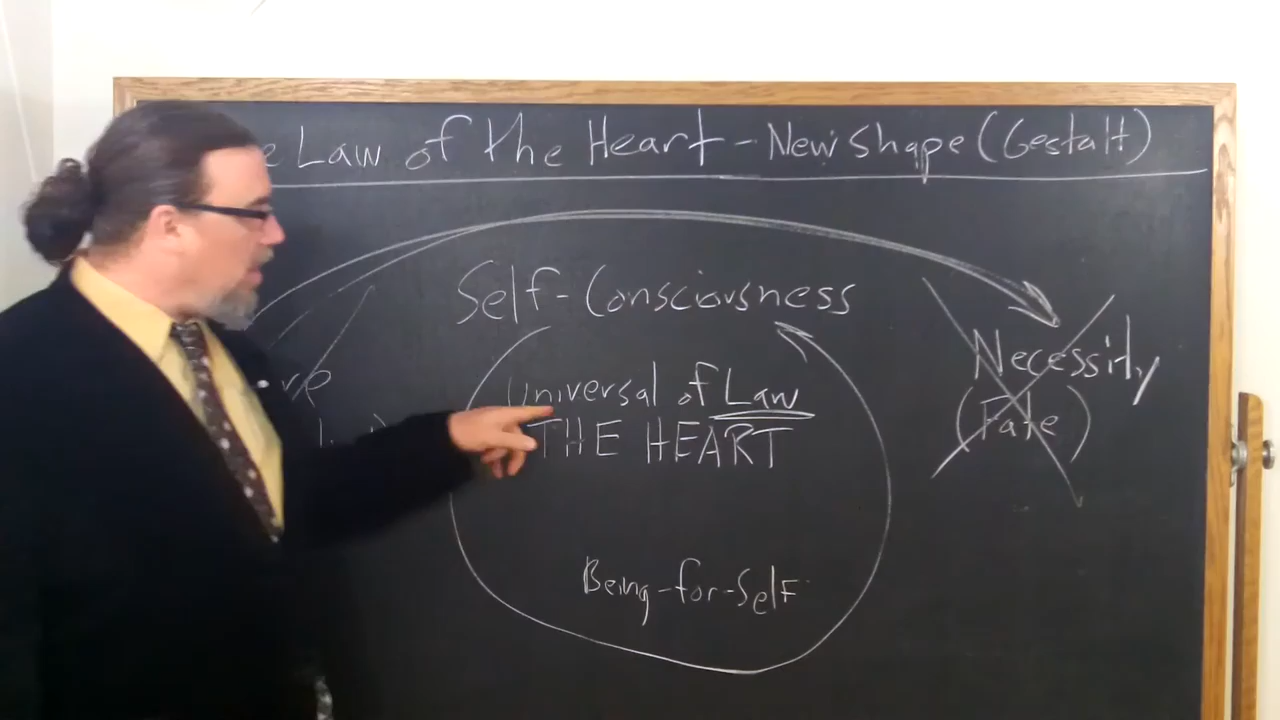 Law of the Heart - New Shape (Gestalt)
Self-Consciousness
Universal of Law
THE HEART
Necessity
(Fate)
Being-for-Self